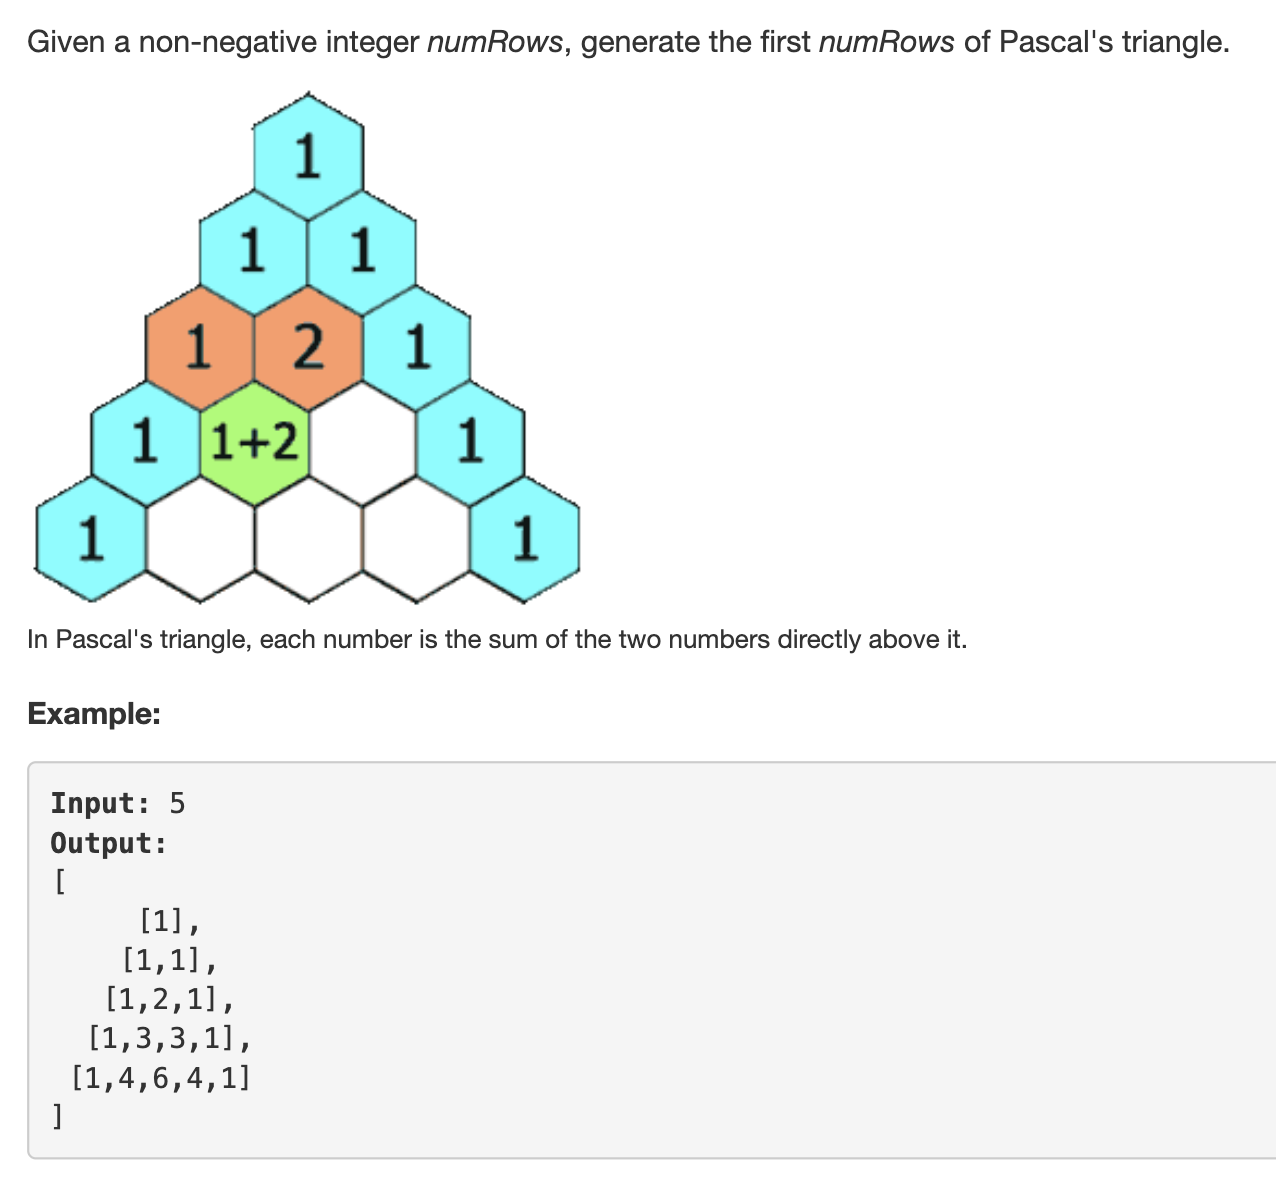 Given a non-negative integer numRows, generate the first numRows of Pascal's triangle.
1
1 1
1 2 1
1 1+2 1
1 1
In Pascal's triangle, each number is the sum of the two numbers directly above it.
Example:
Input: 5
Output:
[
[1],
[1,1],
[1,2,1],
[1,3,3,1],
[1,4,6,4,1]
]